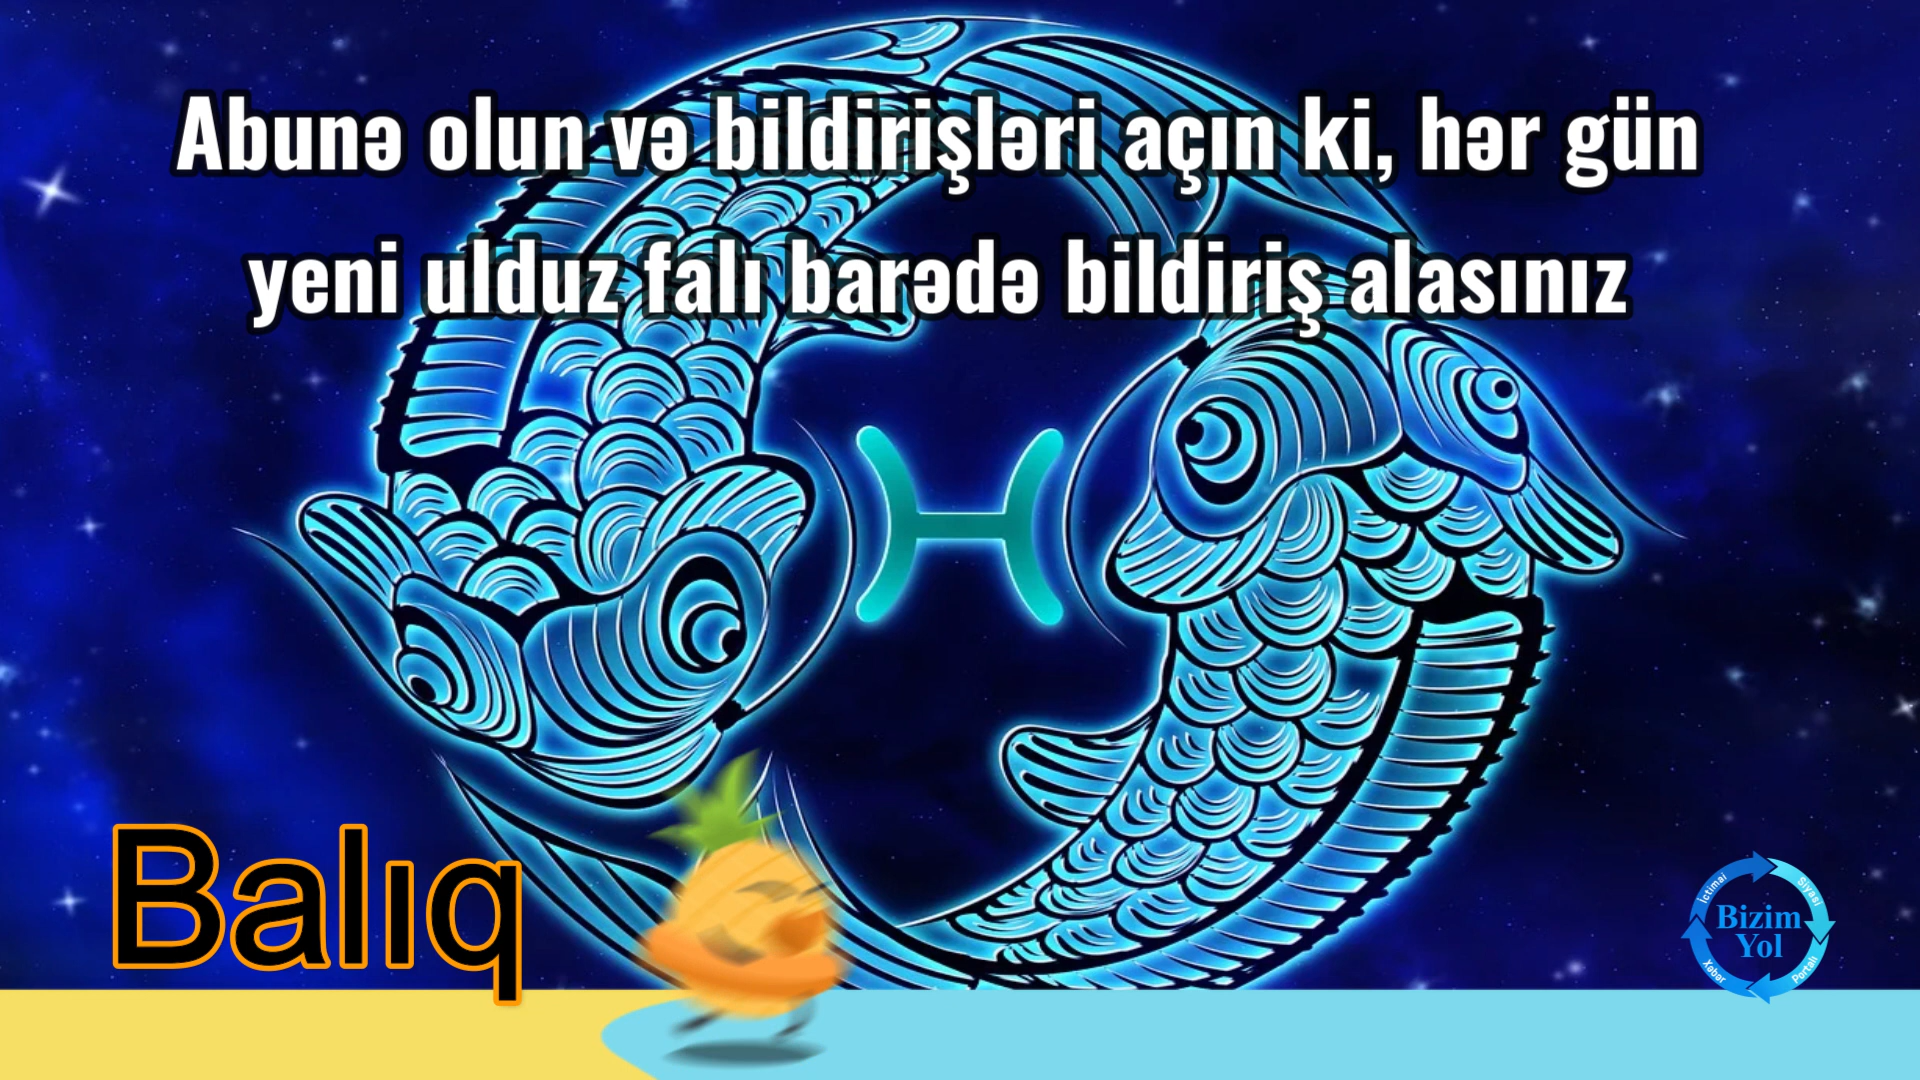 Abunə olun və bildirişləri açın ki, hər gün
yeni ulduz falı barədə bildiriş alasınız
Balıq
İctimai
Siyasi
Bizim
Yol
Xəbər
Portalı